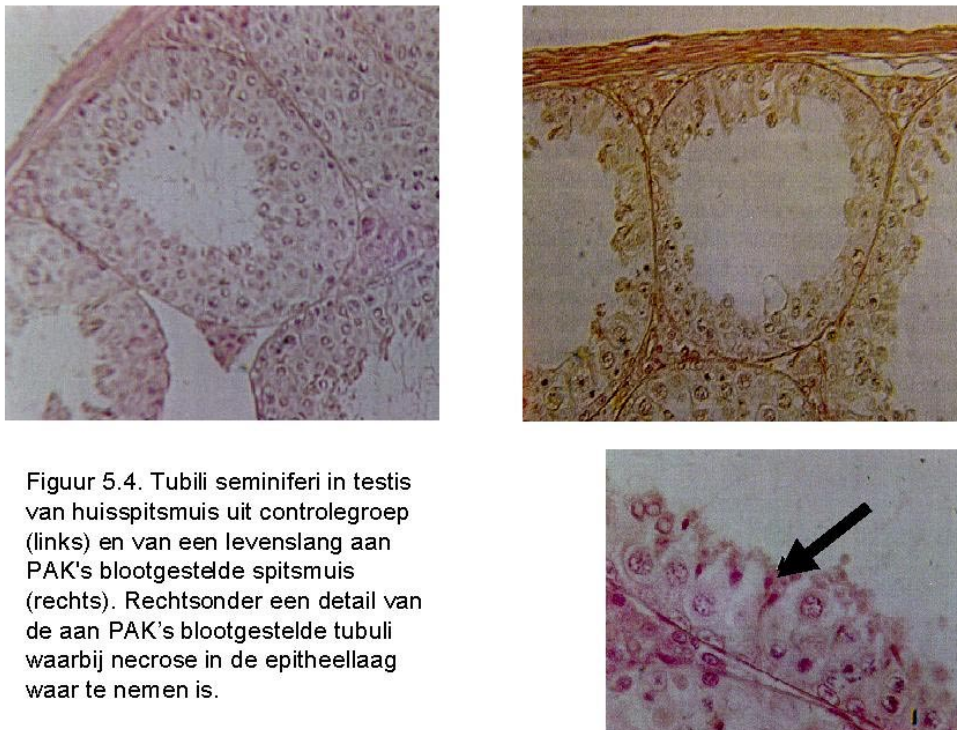 Figuur 5.4. Tubili seminiferi in testis
van huisspitsmuis uit controlegroep
(links) en van een levenslang aan
PAK's blootgestelde spitsmuis
(rechts). Rechtsonder een detail van
de aan PAK’s blootgestelde tubuli
waarbij necrose in de epitheellaag
waar te nemen is.